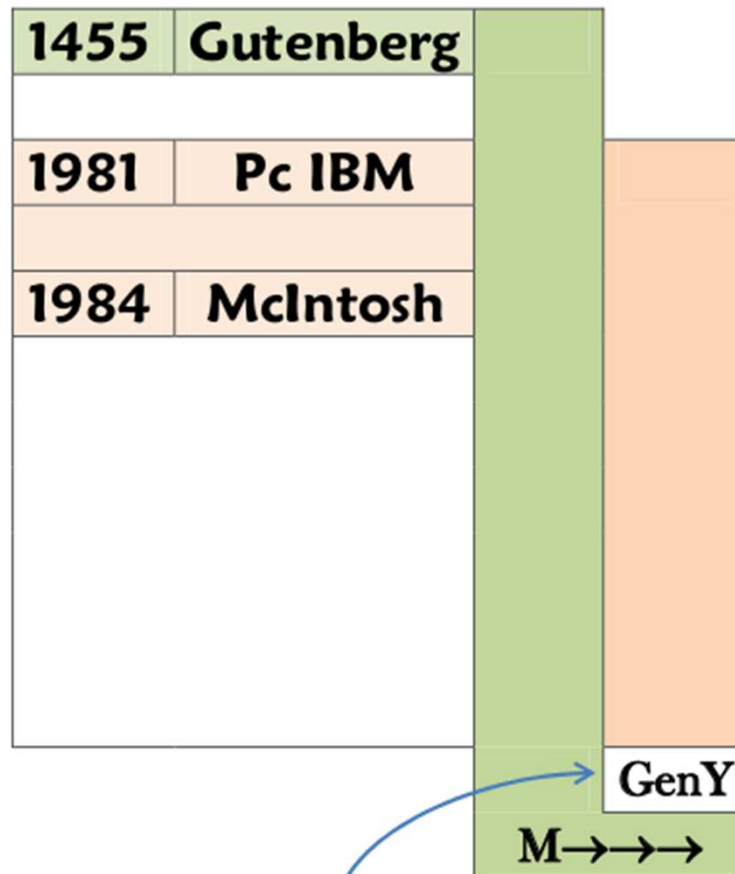 1455 Gutenberg
1981 Pc IBM
1984 McIntosh
GenY
M→→→